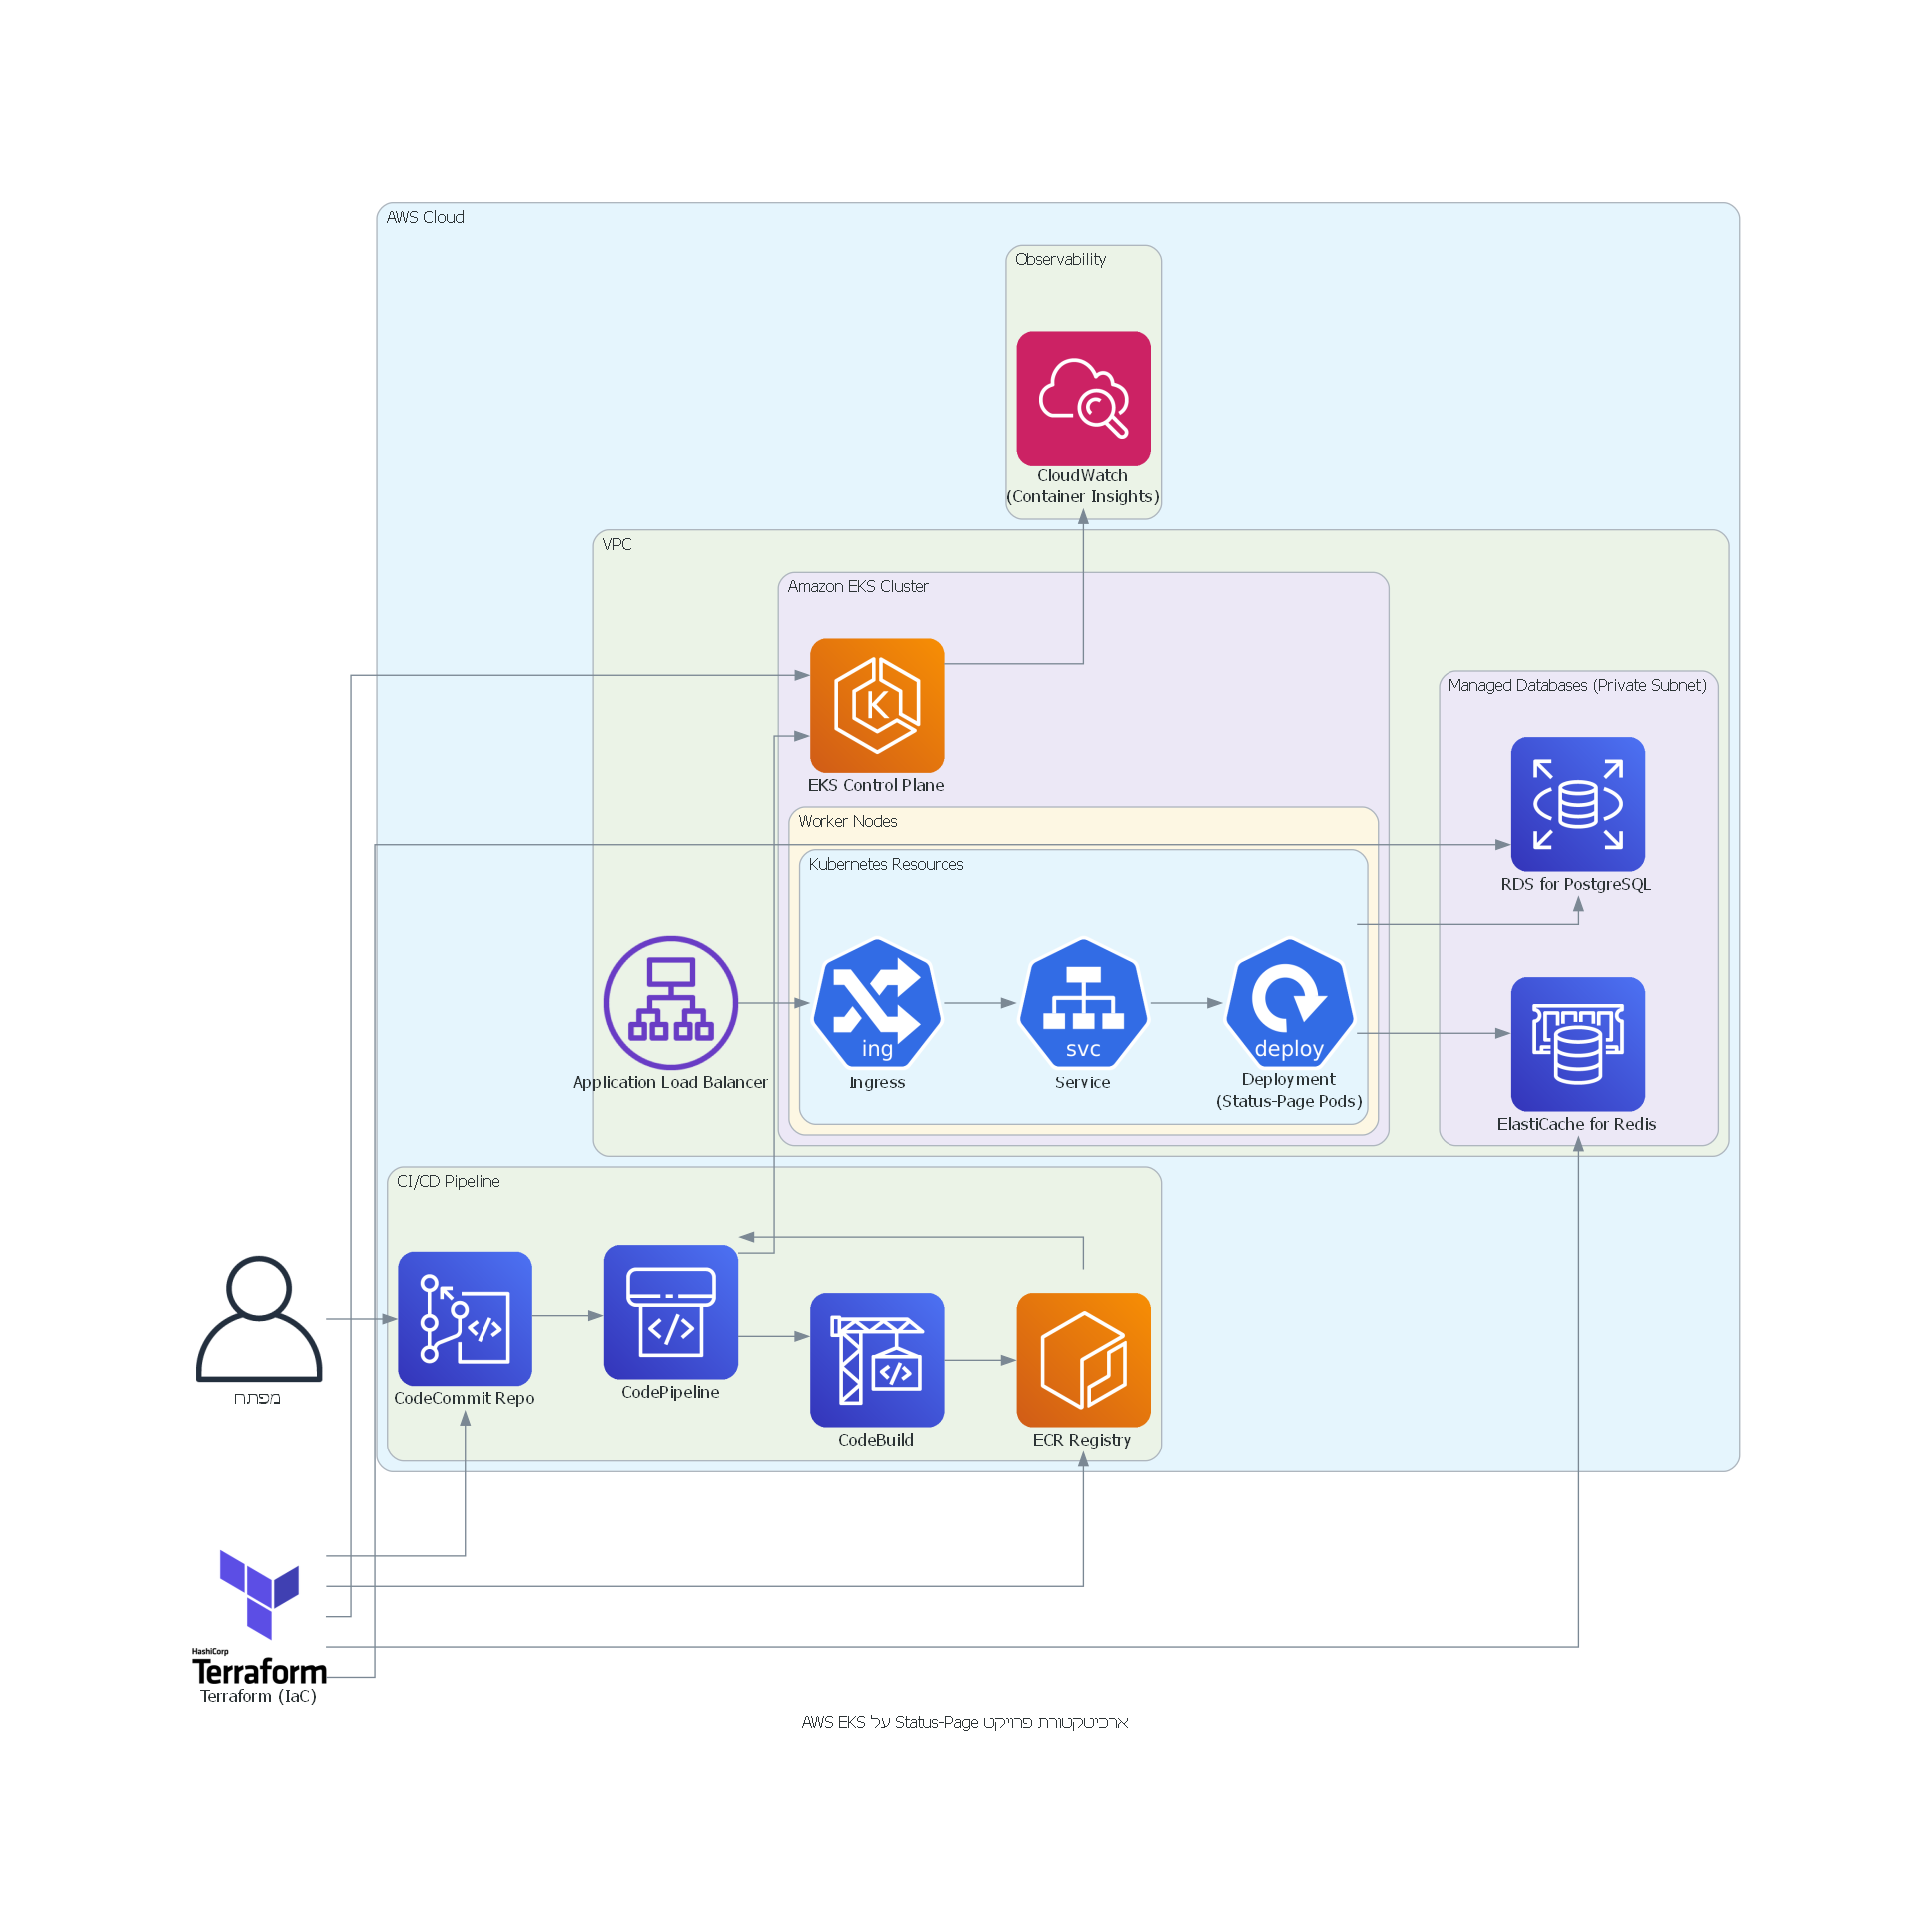 AWS Cloud
Observability
CloudWatch
(Container Insights)
VPC
Amazon EKS Cluster
EKS Control Plane
Managed Databases (Private Subnet)
RDS for PostgreSQL
Worker Nodes
Kubernetes Resources
Application Load Balancer
ing
Ingress
svc
Service
deploy
Deployment
(Status-Page Pods)
ElastiCache for Redis
CI/CD Pipeline
מפתח
CodeCommit Repo
CodePipeline
CodeBuild
ECR Registry
HashiCorp
Terraform
Terraform (IaC)
ארכיטקטורת פרויקט Status-Page על AWS EKS